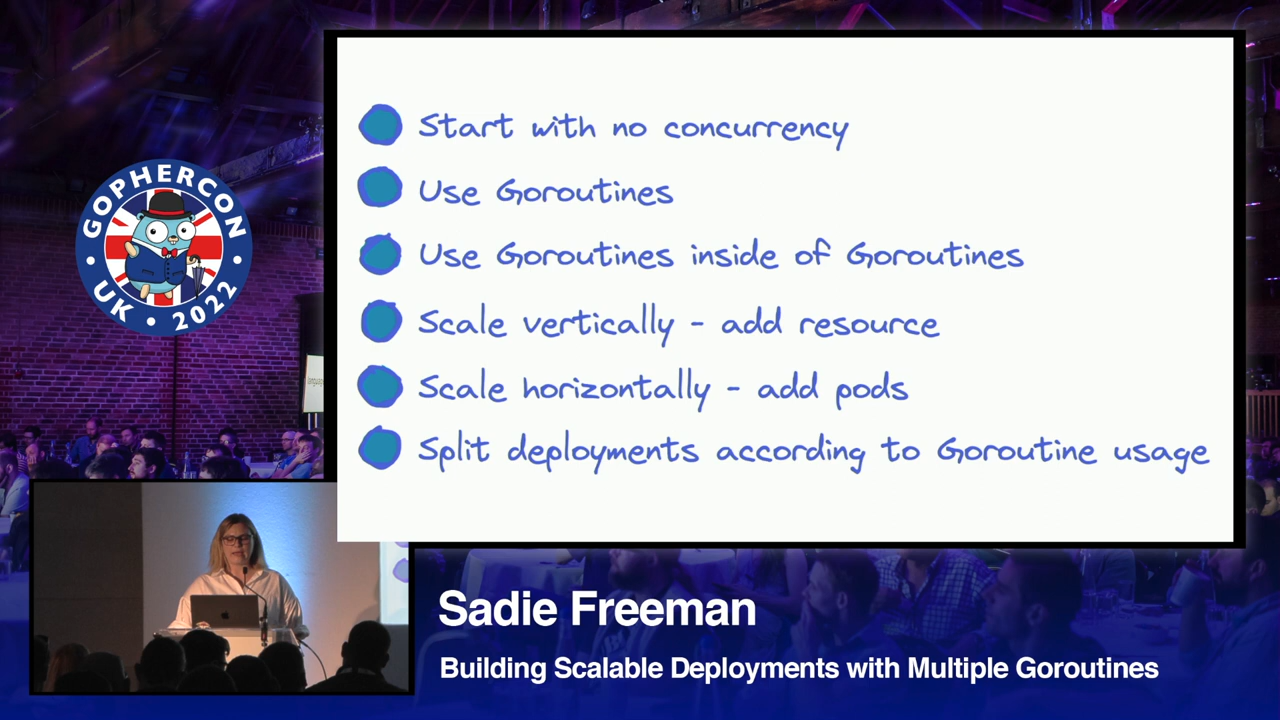 GOPHERCON
UK • 2022
Start with no concurrency
Use Goroutines
Use Goroutines inside of Goroutines
Scale vertically - add resource
Scale horizontally - add pods
Split deployments according to Goroutine usage
Sadie Freeman
Building Scalable Deployments with Multiple Goroutines